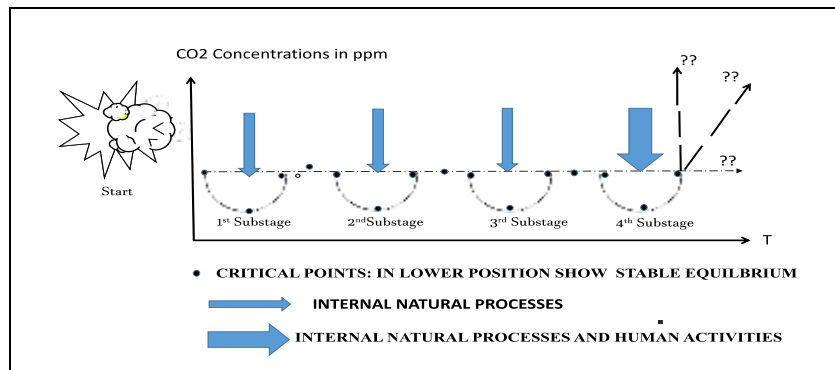 CO2 Concentrations in ppm
??
??
??
Start
1st Substage
2ndSubstage
3rd Substage
4th Substage
T
• CRITICAL POINTS: IN LOWER POSITION SHOW STABLE EQUILBRIUM
INTERNAL NATURAL PROCESSES
INTERNAL NATURAL PROCESSES AND HUMAN ACTIVITIES